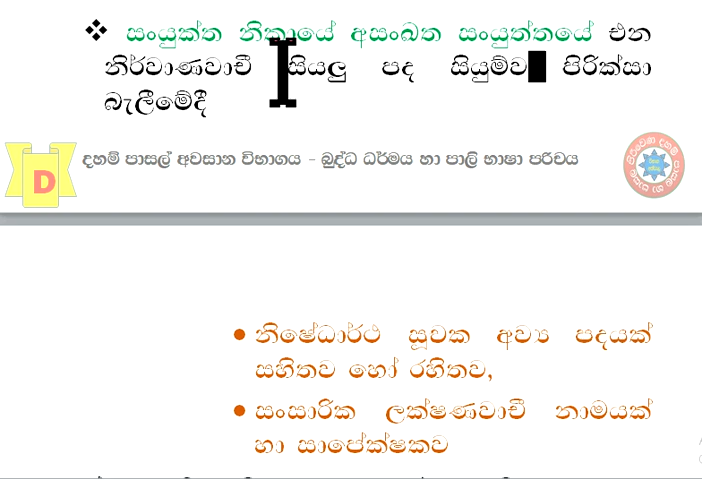 ❖ සංයුක්ත නිකායේ අසංඛත සංයුත්තයේ එන
නිර්වාණවාචී සියලු පද සියුම්ව පිරික්සා
බැලීමේදී
D
දහම් පාසල් අවසාන විභාගය - බුද්ධ ධර්මය හා පාලි භාෂා පරිචය
• නිෂේධාර්ථ සූචක අව්‍ය පදයක්
සහිතව හෝ රහිතව,
• සංසාරික ලක්ෂණවාචී නාමයක්
හා සාපේක්ෂකව